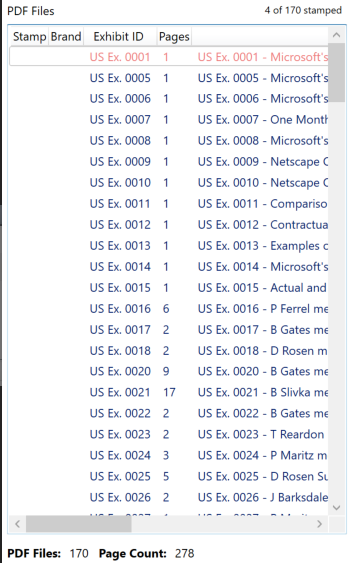 PDF Files 4 of 170 stamped
Stamp Brand Exhibit ID Pages
US Ex. 0001 1 US Ex. 0001 - Microsoft's
US Ex. 0005 1 US Ex. 0005 - Microsoft's
US Ex. 0006 1 US Ex. 0006 - Microsoft's
US Ex. 0007 1 US Ex. 0007 - One Month
US Ex. 0008 1 US Ex. 0008 - Microsoft's
US Ex. 0009 1 US Ex. 0009 - Netscape C
US Ex. 0010 1 US Ex. 0010 - Netscape C
US Ex. 0011 1 US Ex. 0011 - Compariso
US Ex. 0012 1 US Ex. 0012 - Contractua
US Ex. 0013 1 US Ex. 0013 - Examples o
US Ex. 0014 1 US Ex. 0014 - Microsoft's
US Ex. 0015 1 US Ex. 0015 - Actual and
US Ex. 0016 6 US Ex. 0016 - P Ferrel me
US Ex. 0017 2 US Ex. 0017 - B Gates me
US Ex. 0018 2 US Ex. 0018 - D Rosen m
US Ex. 0020 9 US Ex. 0020 - B Gates me
US Ex. 0021 17 US Ex. 0021 - B Slivka me
US Ex. 0022 2 US Ex. 0022 - B Gates me
US Ex. 0023 2 US Ex. 0023 - T Reardon
US Ex. 0024 3 US Ex. 0024 - P Maritz m
US Ex. 0025 5 US Ex. 0025 - D Rosen Su
US Ex. 0026 2 US Ex. 0026 - J Barksdale
PDF Files: 170 Page Count: 278